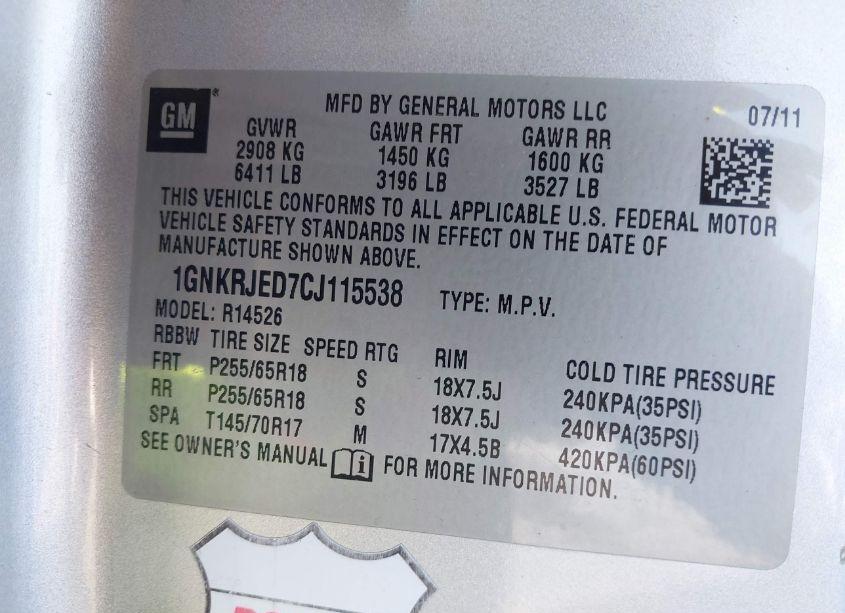 GM
MFD BY GENERAL MOTORS LLC 07/11
GVWR GAWR FRT GAWR RR
2908 KG 1450 KG 1600 KG
6411 LB 3196 LB 3527 LB
THIS VEHICLE CONFORMS TO ALL APPLICABLE U.S. FEDERAL MOTOR
VEHICLE SAFETY STANDARDS IN EFFECT ON THE DATE OF
MANUFACTURE SHOWN ABOVE.
1GNKRJED7CJ115538 TYPE: M.P.V.
MODEL: R14526
RBBW TIRE SIZE SPEED RTG RIM COLD TIRE PRESSURE
FRT P255/65R18 S 18X7.5J 240KPA(35PSI)
RR P255/65R18 S 18X7.5J 240KPA(35PSI)
SPA T145/70R17 M 17X4.5B 420KPA(60PSI)
SEE OWNER'S MANUAL FOR MORE INFORMATION.